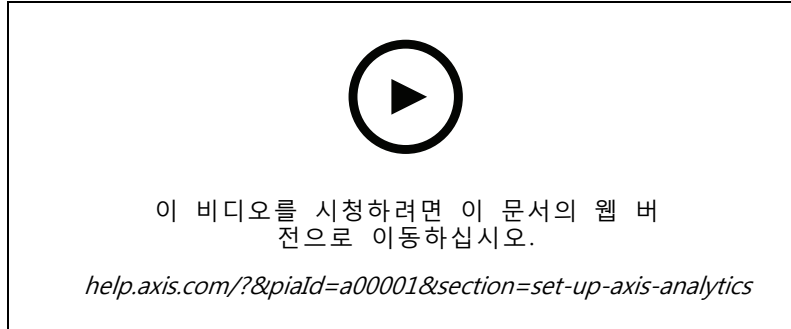 이 비디오를 시청하려면 이 문서의 웹 버
전으로 이동하십시오.
help.axis.com/?&piaId=a00001&section=set-up-axis-analytics